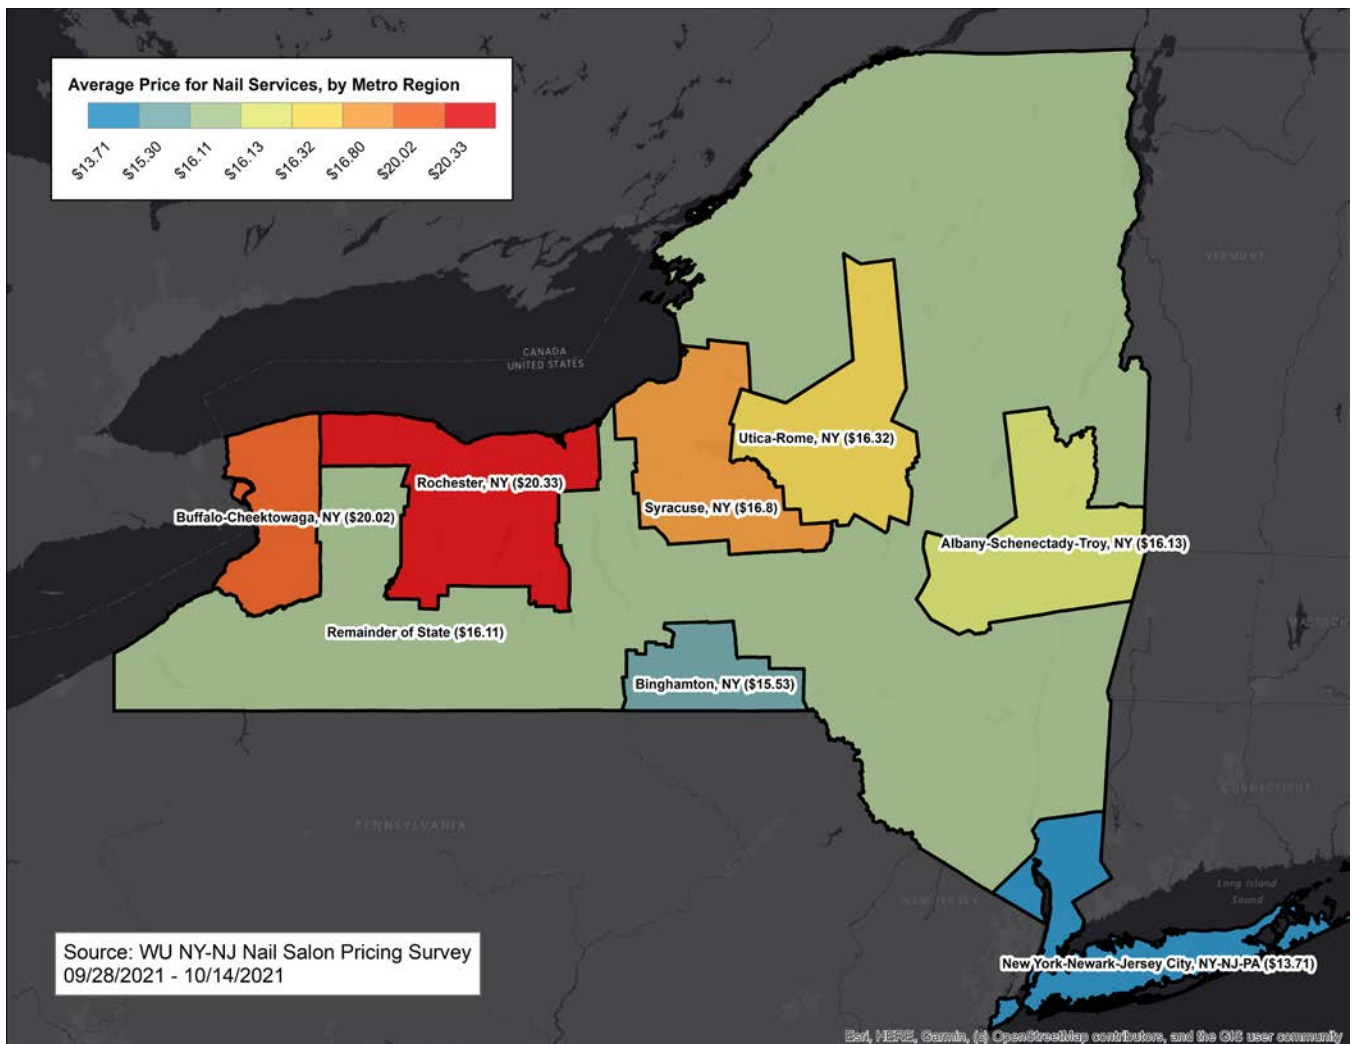 Average Price for Nail Services, by Metro Region
$13.71
$15.30
$16.11
$16.13
$16.32
$16.80
$20.02
$20.33
VERMONT
CANADA
UNITED STATES
Utica-Rome, NY ($16.32)
Rochester, NY ($20.33)
Syracuse, NY ($16.8)
Buffalo-Cheektowaga, NY ($20.02)
Albany-Schenectady-Troy, NY ($16.13)
Remainder of State ($16.11)
Binghamton, NY ($15.53)
CONNECTICUT
PENNSYLVANIA
Long Island
Sound
NEW JERSEY
New York-Newark-Jersey City, NY-NJ-PA ($13.71)
Source: WU NY-NJ Nail Salon Pricing Survey
09/28/2021 - 10/14/2021
Esri, HERE, Garmin, (c) OpenStreetMap contributors, and the GIS user community